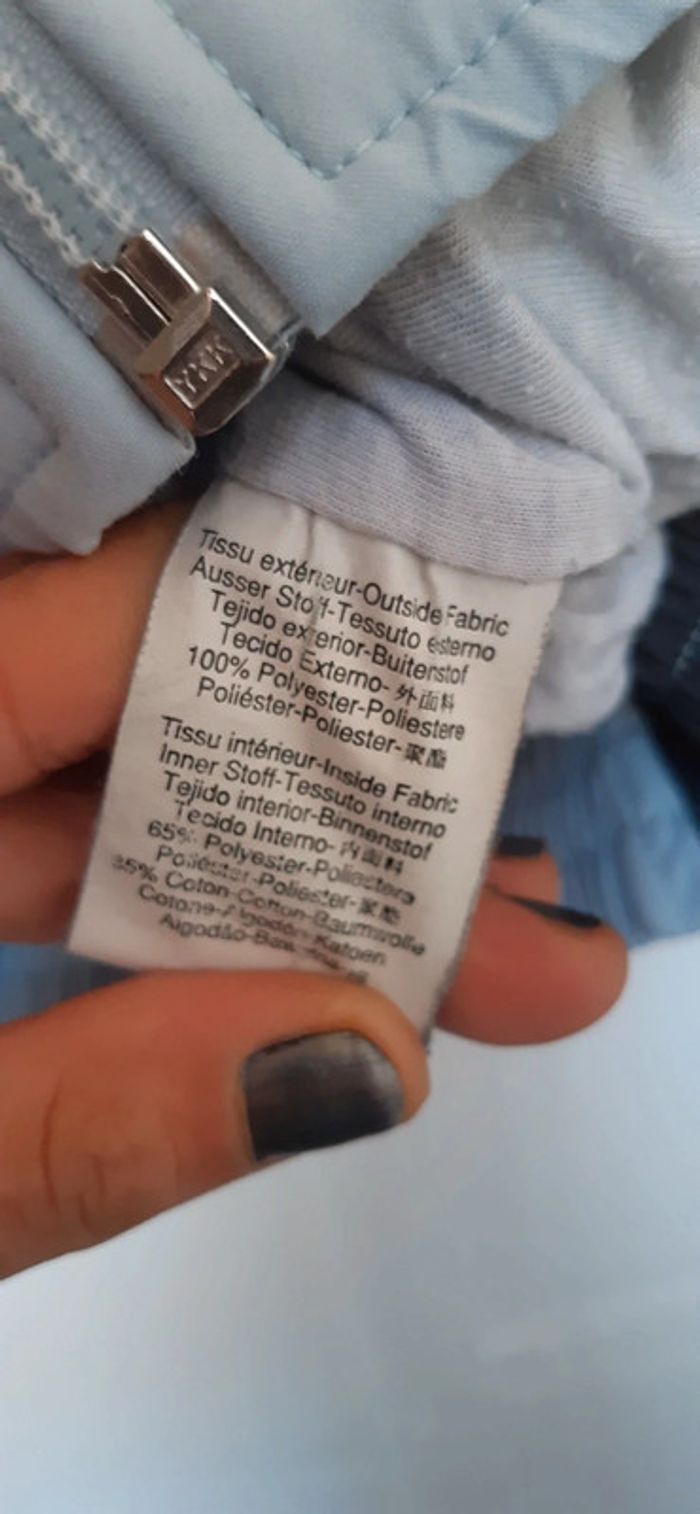 YKK
Tissu extérieur-Outside Fabric
Ausser Stoff-Tessuto esterno
Tejido exterior-Buitenstof
Tecido Externo- 外面料
100% Polyester-Poliestere
Poliéster-Poliester-聚酯
Tissu intérieur-Inside Fabric
Inner Stoff-Tessuto interno
Tejido interior-Binnenstof
Tecido Interno- 内面料
65% Polyester-Poliestere
Poliéster-Poliester-聚酯
35% Coton-Cotton-Baumwolle
Cotone-Algodón-Katoen
Algodão-